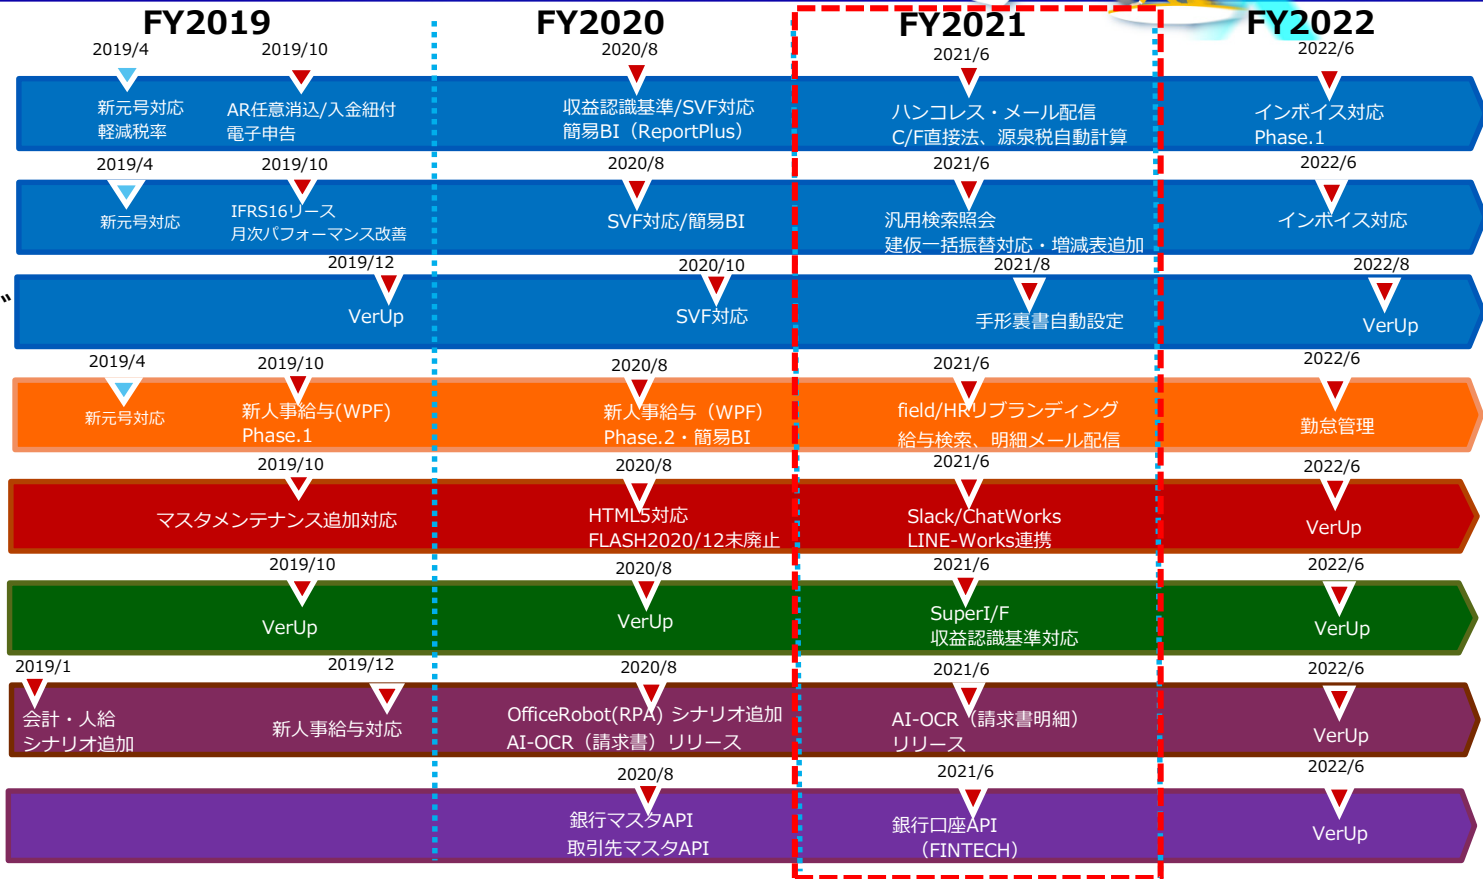 FY2019 FY2020 FY2021 FY2022
2019/4 2019/10 2020/8 2021/6 2022/6
新元号対応 AR任意消込/入金紐付 収益認識基準/SVF対応 ハンコレス・メール配信 インボイス対応
軽減税率 電子申告 簡易BI（ReportPlus） C/F直接法、源泉税自動計算 Phase.1
2019/4 2019/10 2020/8 2021/6 2022/6
新元号対応 IFRS16リース SVF対応/簡易BI 汎用検索照会 インボイス対応
月次パフォーマンス改善 建仮一括振替対応・増減表追加
2019/12 2020/10 2021/8 2022/8
VerUp SVF対応 手形裏書自動設定 VerUp
2019/4 2019/10 2020/8 2021/6 2022/6
新元号対応 新人事給与(WPF) 新人事給与（WPF） field/HRリブランディング 勤怠管理
Phase.1 Phase.2・簡易BI 給与検索、明細メール配信
2019/10 2020/8 2021/6 2022/6
マスタメンテナンス追加対応 HTML5対応 Slack/ChatWorks VerUp
FLASH2020/12末廃止 LINE-Works連携
2019/10 2020/8 2021/6 2022/6
VerUp VerUp SuperI/F VerUp
収益認識基準対応
2019/1 2019/12 2020/8 2021/6 2022/6
会計・人給 新人事給与対応 OfficeRobot(RPA) シナリオ追加 AI-OCR（請求書明細） VerUp
シナリオ追加 AI-OCR（請求書）リリース リリース
2020/8 2021/6 2022/6
銀行マスタAPI 銀行口座API VerUp
取引先マスタAPI （FINTECH）